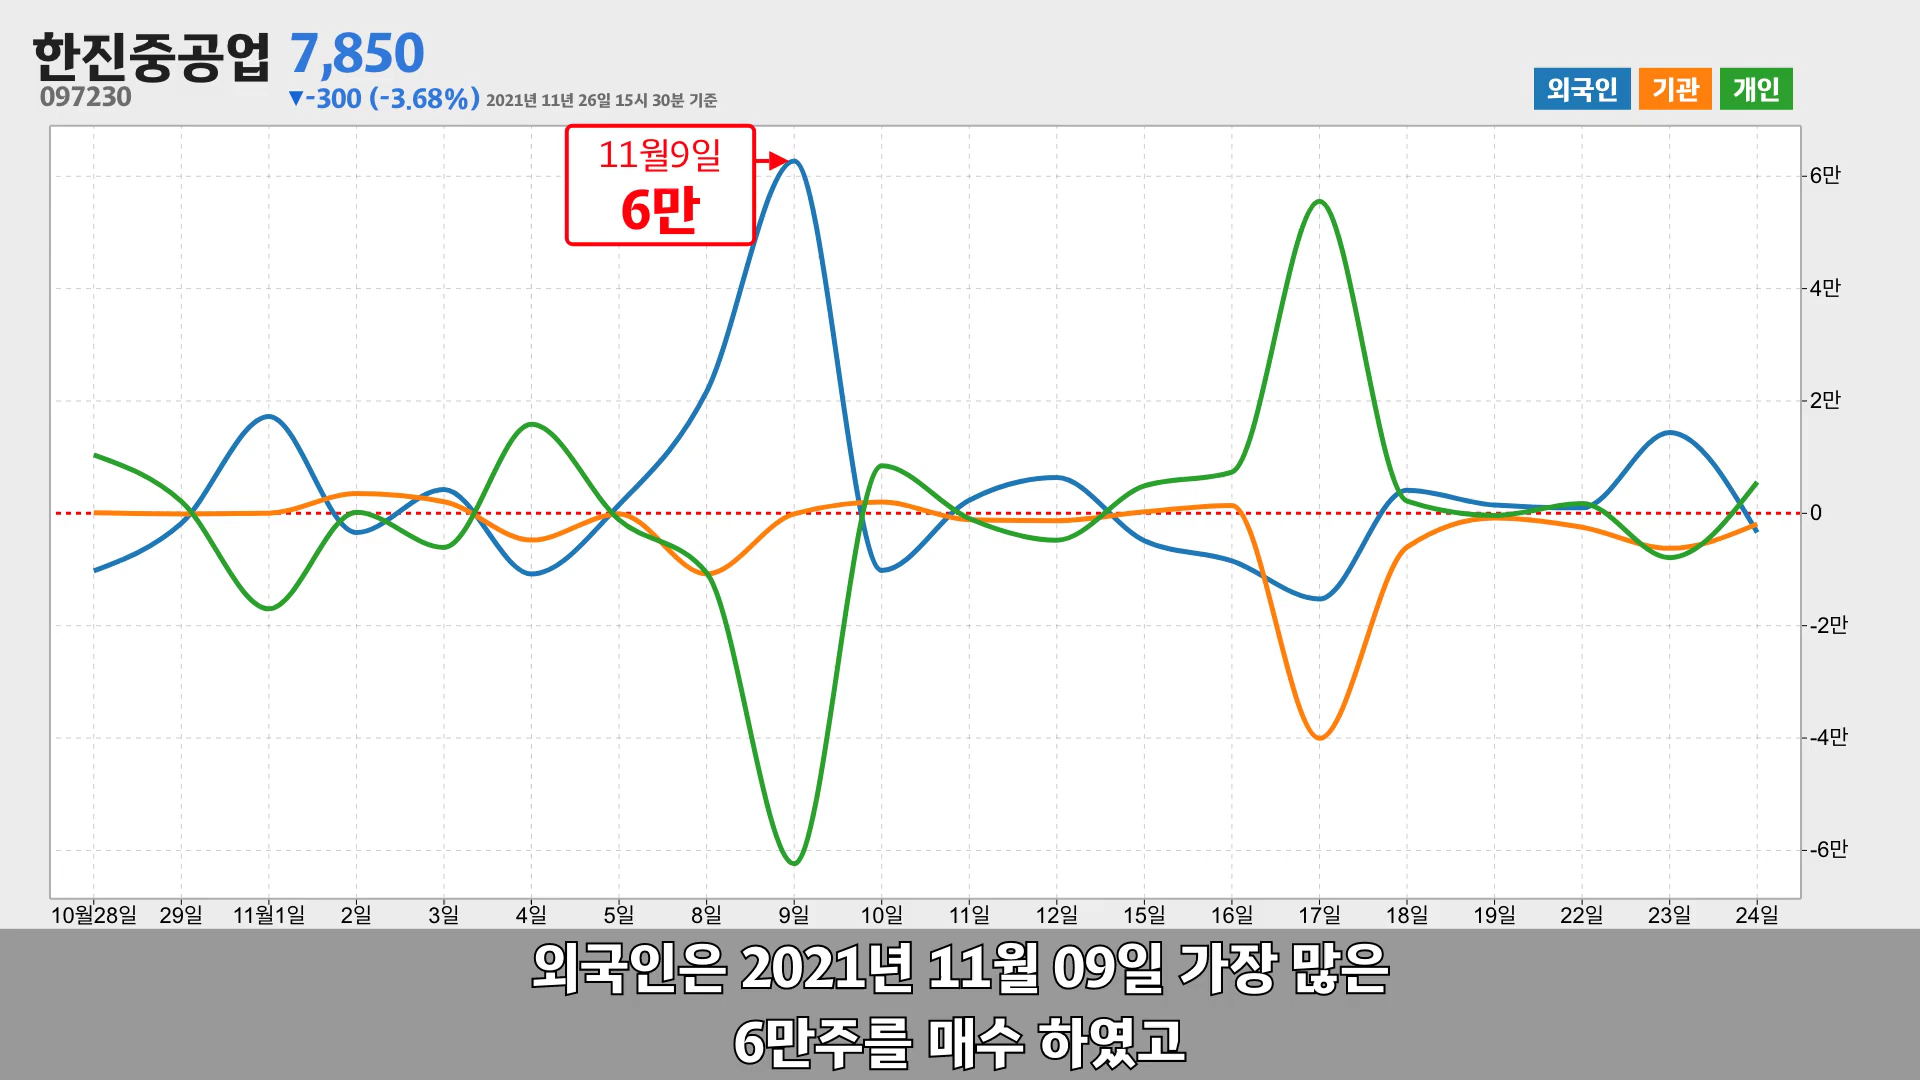 한진중공업 7,850
097230 ▼-300 (-3.68%) 2021년 11월 26일 15시 30분 기준
외국인 기관 개인
11월9일
6만
6만
4만
2만
0
-2만
-4만
-6만
10월28일 29일 11월1일 2일 3일 4일 5일 8일 9일 10일 11일 12일 15일 16일 17일 18일 19일 22일 23일 24일
외국인은 2021년 11월 09일 가장 많은
6만주를 매수 하였고